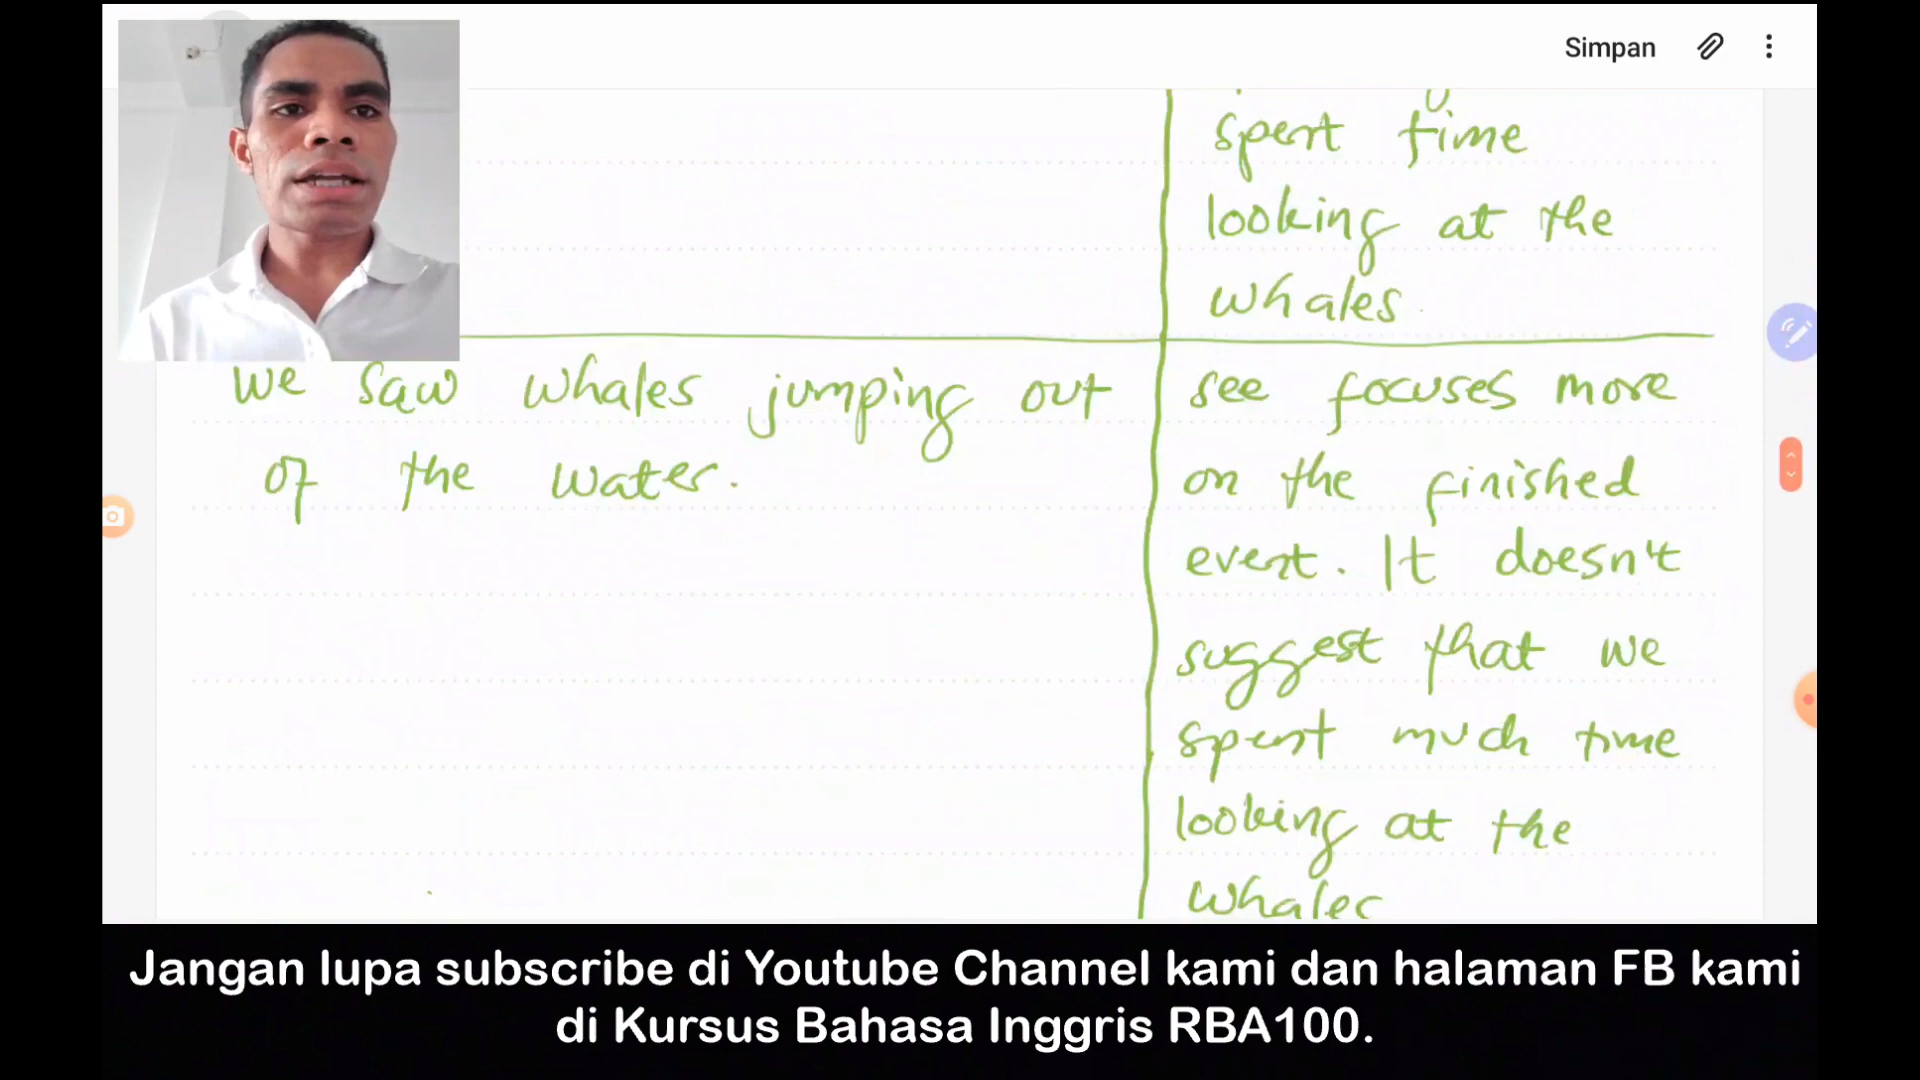 Simpan
spent time
looking at the
whales.
we saw whales jumping out
of the water.
see focuses more
on the finished
event. It doesn't
suggest that we
spent much time
looking at the
whales
Jangan lupa subscribe di Youtube Channel kami dan halaman FB kami
di Kursus Bahasa Inggris RBA100.